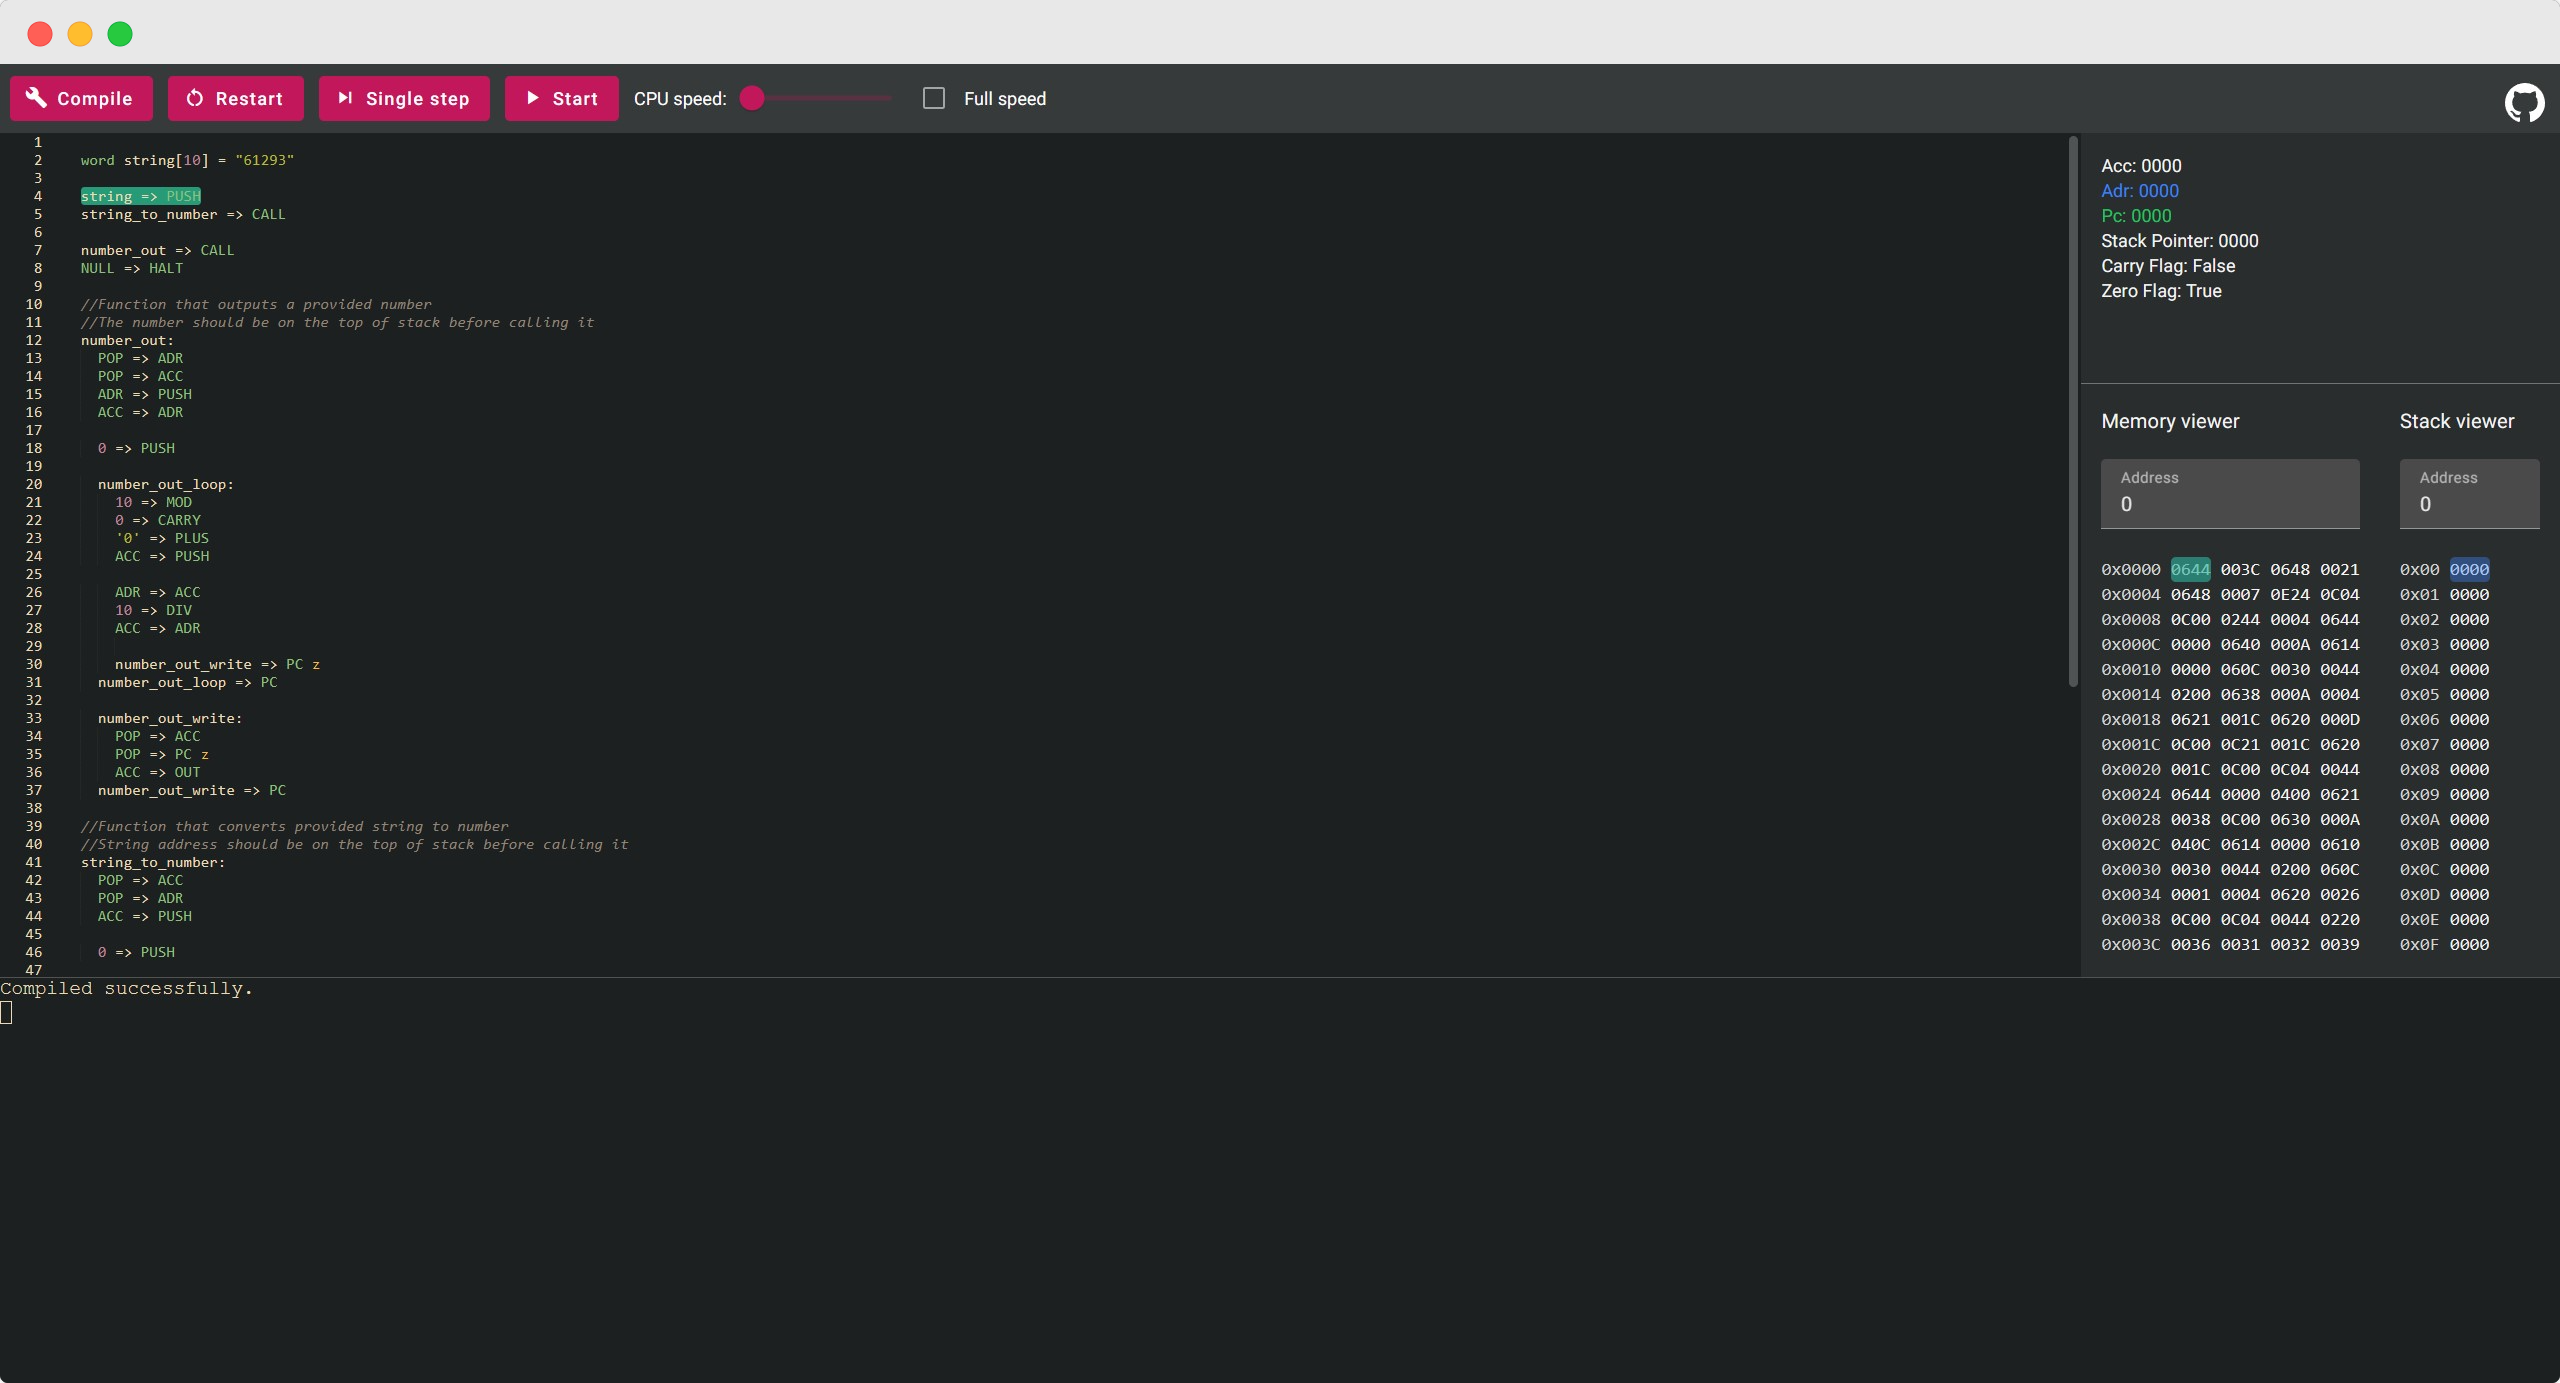 Compile Restart Single step Start CPU speed: Full speed
1
2 word string[10] = "61293"
3
4 string => PUSH
5 string_to_number => CALL
6
7 number_out => CALL
8 NULL => HALT
9
10 //Function that outputs a provided number
11 //The number should be on the top of stack before calling it
12 number_out:
13 POP => ADR
14 POP => ACC
15 ADR => PUSH
16 ACC => ADR
17
18 0 => PUSH
19
20 number_out_loop:
21 10 => MOD
22 0 => CARRY
23 '0' => PLUS
24 ACC => PUSH
25
26 ADR => ACC
27 10 => DIV
28 ACC => ADR
29
30 number_out_write => PC z
31 number_out_loop => PC
32
33 number_out_write:
34 POP => ACC
35 POP => PC z
36 ACC => OUT
37 number_out_write => PC
38
39 //Function that converts provided string to number
40 //String address should be on the top of stack before calling it
41 string_to_number:
42 POP => ACC
43 POP => ADR
44 ACC => PUSH
45
46 0 => PUSH
47
Acc: 0000
Adr: 0000
Pc: 0000
Stack Pointer: 0000
Carry Flag: False
Zero Flag: True
Memory viewer
Address
0
0x0000 0644 003C 0648 0021
0x0004 0648 0007 0E24 0C04
0x0008 0C00 0244 0004 0644
0x000C 0000 0640 000A 0614
0x0010 0000 060C 0030 0044
0x0014 0200 0638 000A 0004
0x0018 0621 001C 0620 000D
0x001C 0C00 0C21 001C 0620
0x0020 001C 0C00 0C04 0044
0x0024 0644 0000 0400 0621
0x0028 0038 0C00 0630 000A
0x002C 040C 0614 0000 0610
0x0030 0030 0044 0200 060C
0x0034 0001 0004 0620 0026
0x0038 0C00 0C04 0044 0220
0x003C 0036 0031 0032 0039
Stack viewer
Address
0
0x00 0000
0x01 0000
0x02 0000
0x03 0000
0x04 0000
0x05 0000
0x06 0000
0x07 0000
0x08 0000
0x09 0000
0x0A 0000
0x0B 0000
0x0C 0000
0x0D 0000
0x0E 0000
0x0F 0000
Compiled successfully.